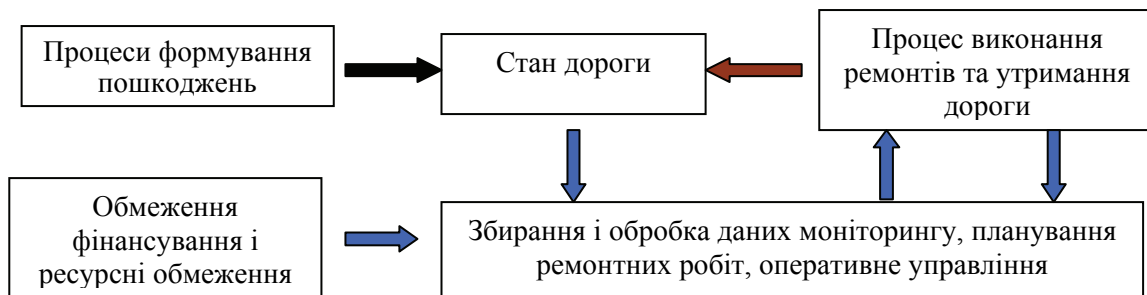 Процеси формування
пошкоджень
Стан дороги
Процес виконання
ремонтів та утримання
дороги
Обмеження
фінансування і
ресурсні обмеження
Збирання і обробка даних моніторингу, планування
ремонтних робіт, оперативне управління